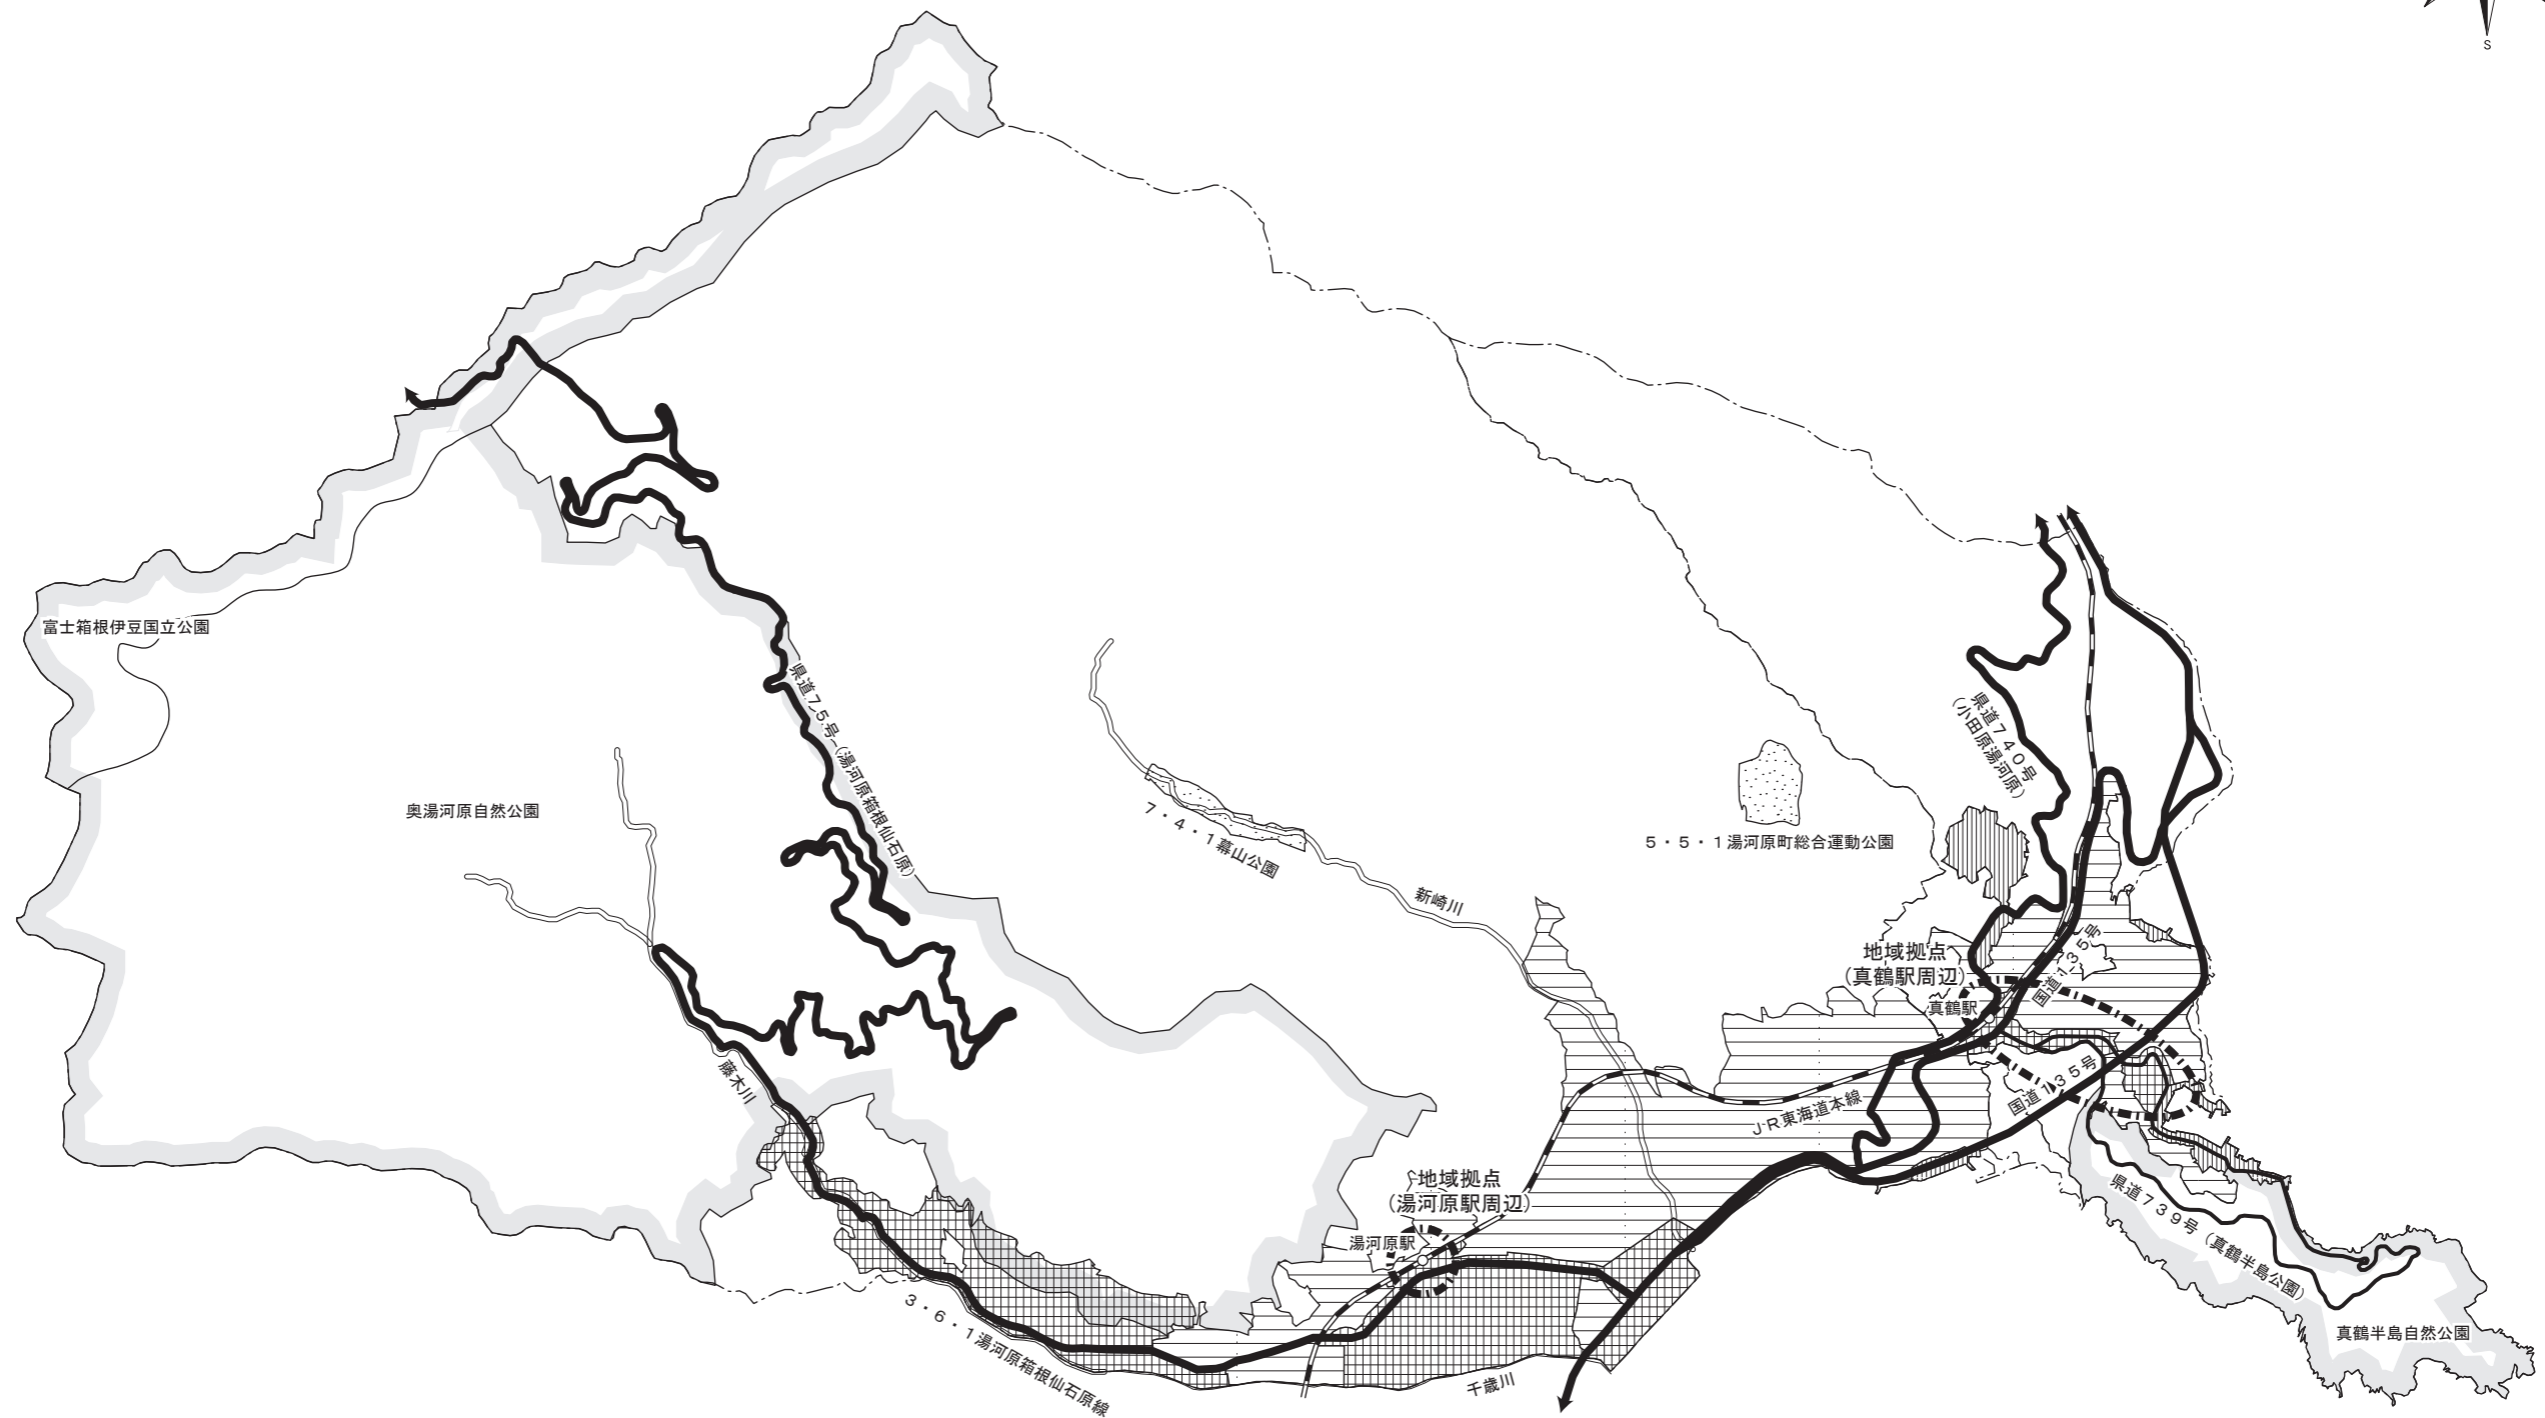 S
富士箱根伊豆国立公園
県道75号（湯河原箱根仙石原）
県道740号
（小田原湯河原）
奥湯河原自然公園
7・4・1幕山公園
5・5・1湯河原町総合運動公園
新崎川
地域拠点
（真鶴駅周辺）
国道135号
真鶴駅
藤木川
JR東海道本線
国道135号
地域拠点
（湯河原駅周辺）
湯河原駅
県道739号（真鶴半島公園）
3・6・1湯河原箱根仙石原線
真鶴半島自然公園
千歳川